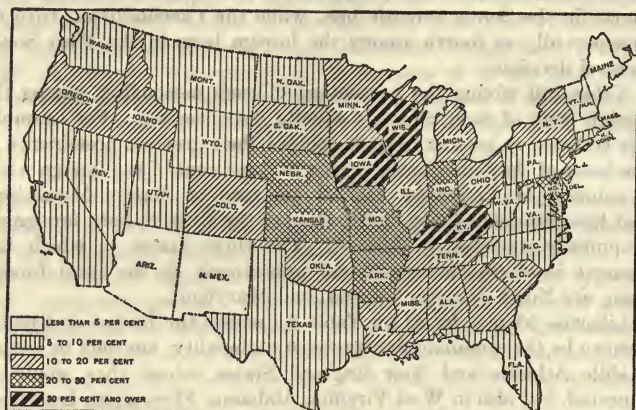 WASH.
MONT.
N. DAK.
MINN.
OREGON
IDAHO
S. DAK.
WIS.
MICH.
N.Y.
VT.
N.H.
MAINE
MASS.
R.I.
CONN.
WYO.
NEV.
UTAH
COLO.
NEBR.
IOWA
ILL.
IND.
OHIO
PA.
N.J.
DEL.
MD.
CALIF.
KANSAS
MO.
KY.
W.VA.
VA.
ARIZ.
N. MEX.
OKLA.
ARK.
TENN.
N.C.
S.C.
TEXAS
LA.
MISS.
ALA.
GA.
FLA.
LESS THAN 5 PER CENT
5 TO 10 PER CENT
10 TO 20 PER CENT
20 TO 30 PER CENT
30 PER CENT AND OVER